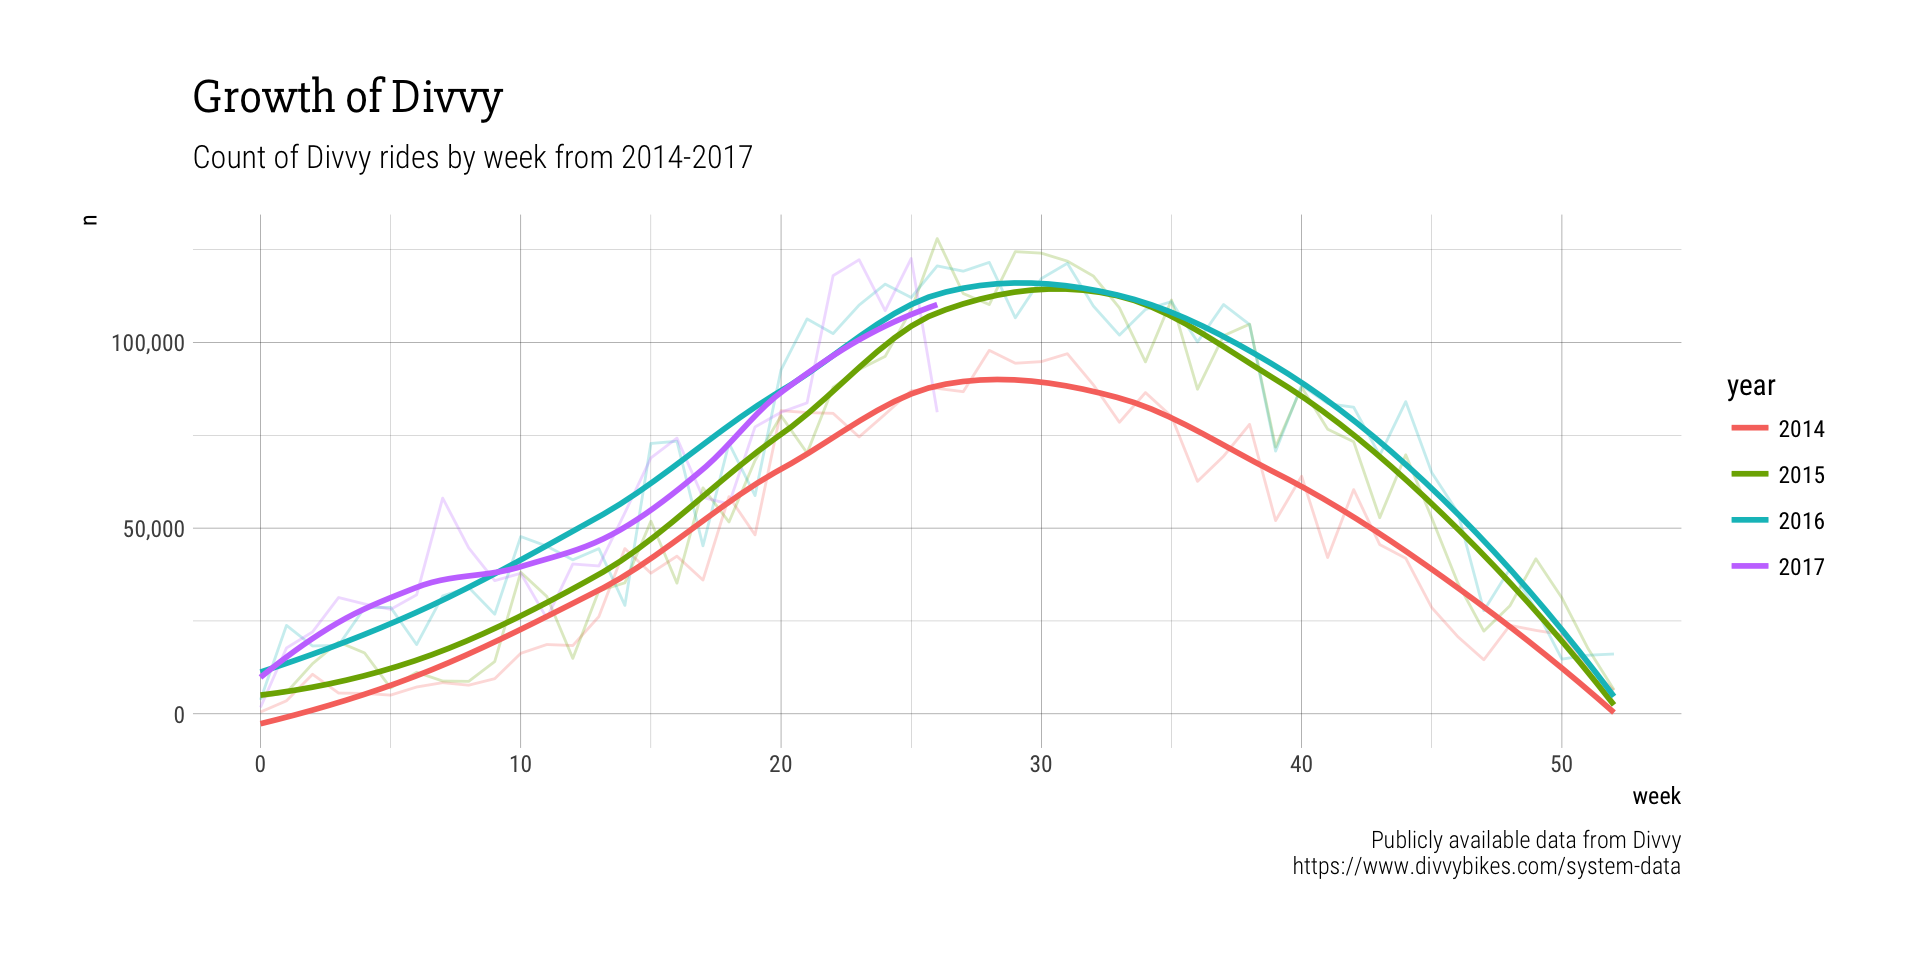 Growth of Divvy
Count of Divvy rides by week from 2014-2017
n
100,000
50,000
0
0 10 20 30 40 50
week
year
2014
2015
2016
2017
Publicly available data from Divvy
https://www.divvybikes.com/system-data